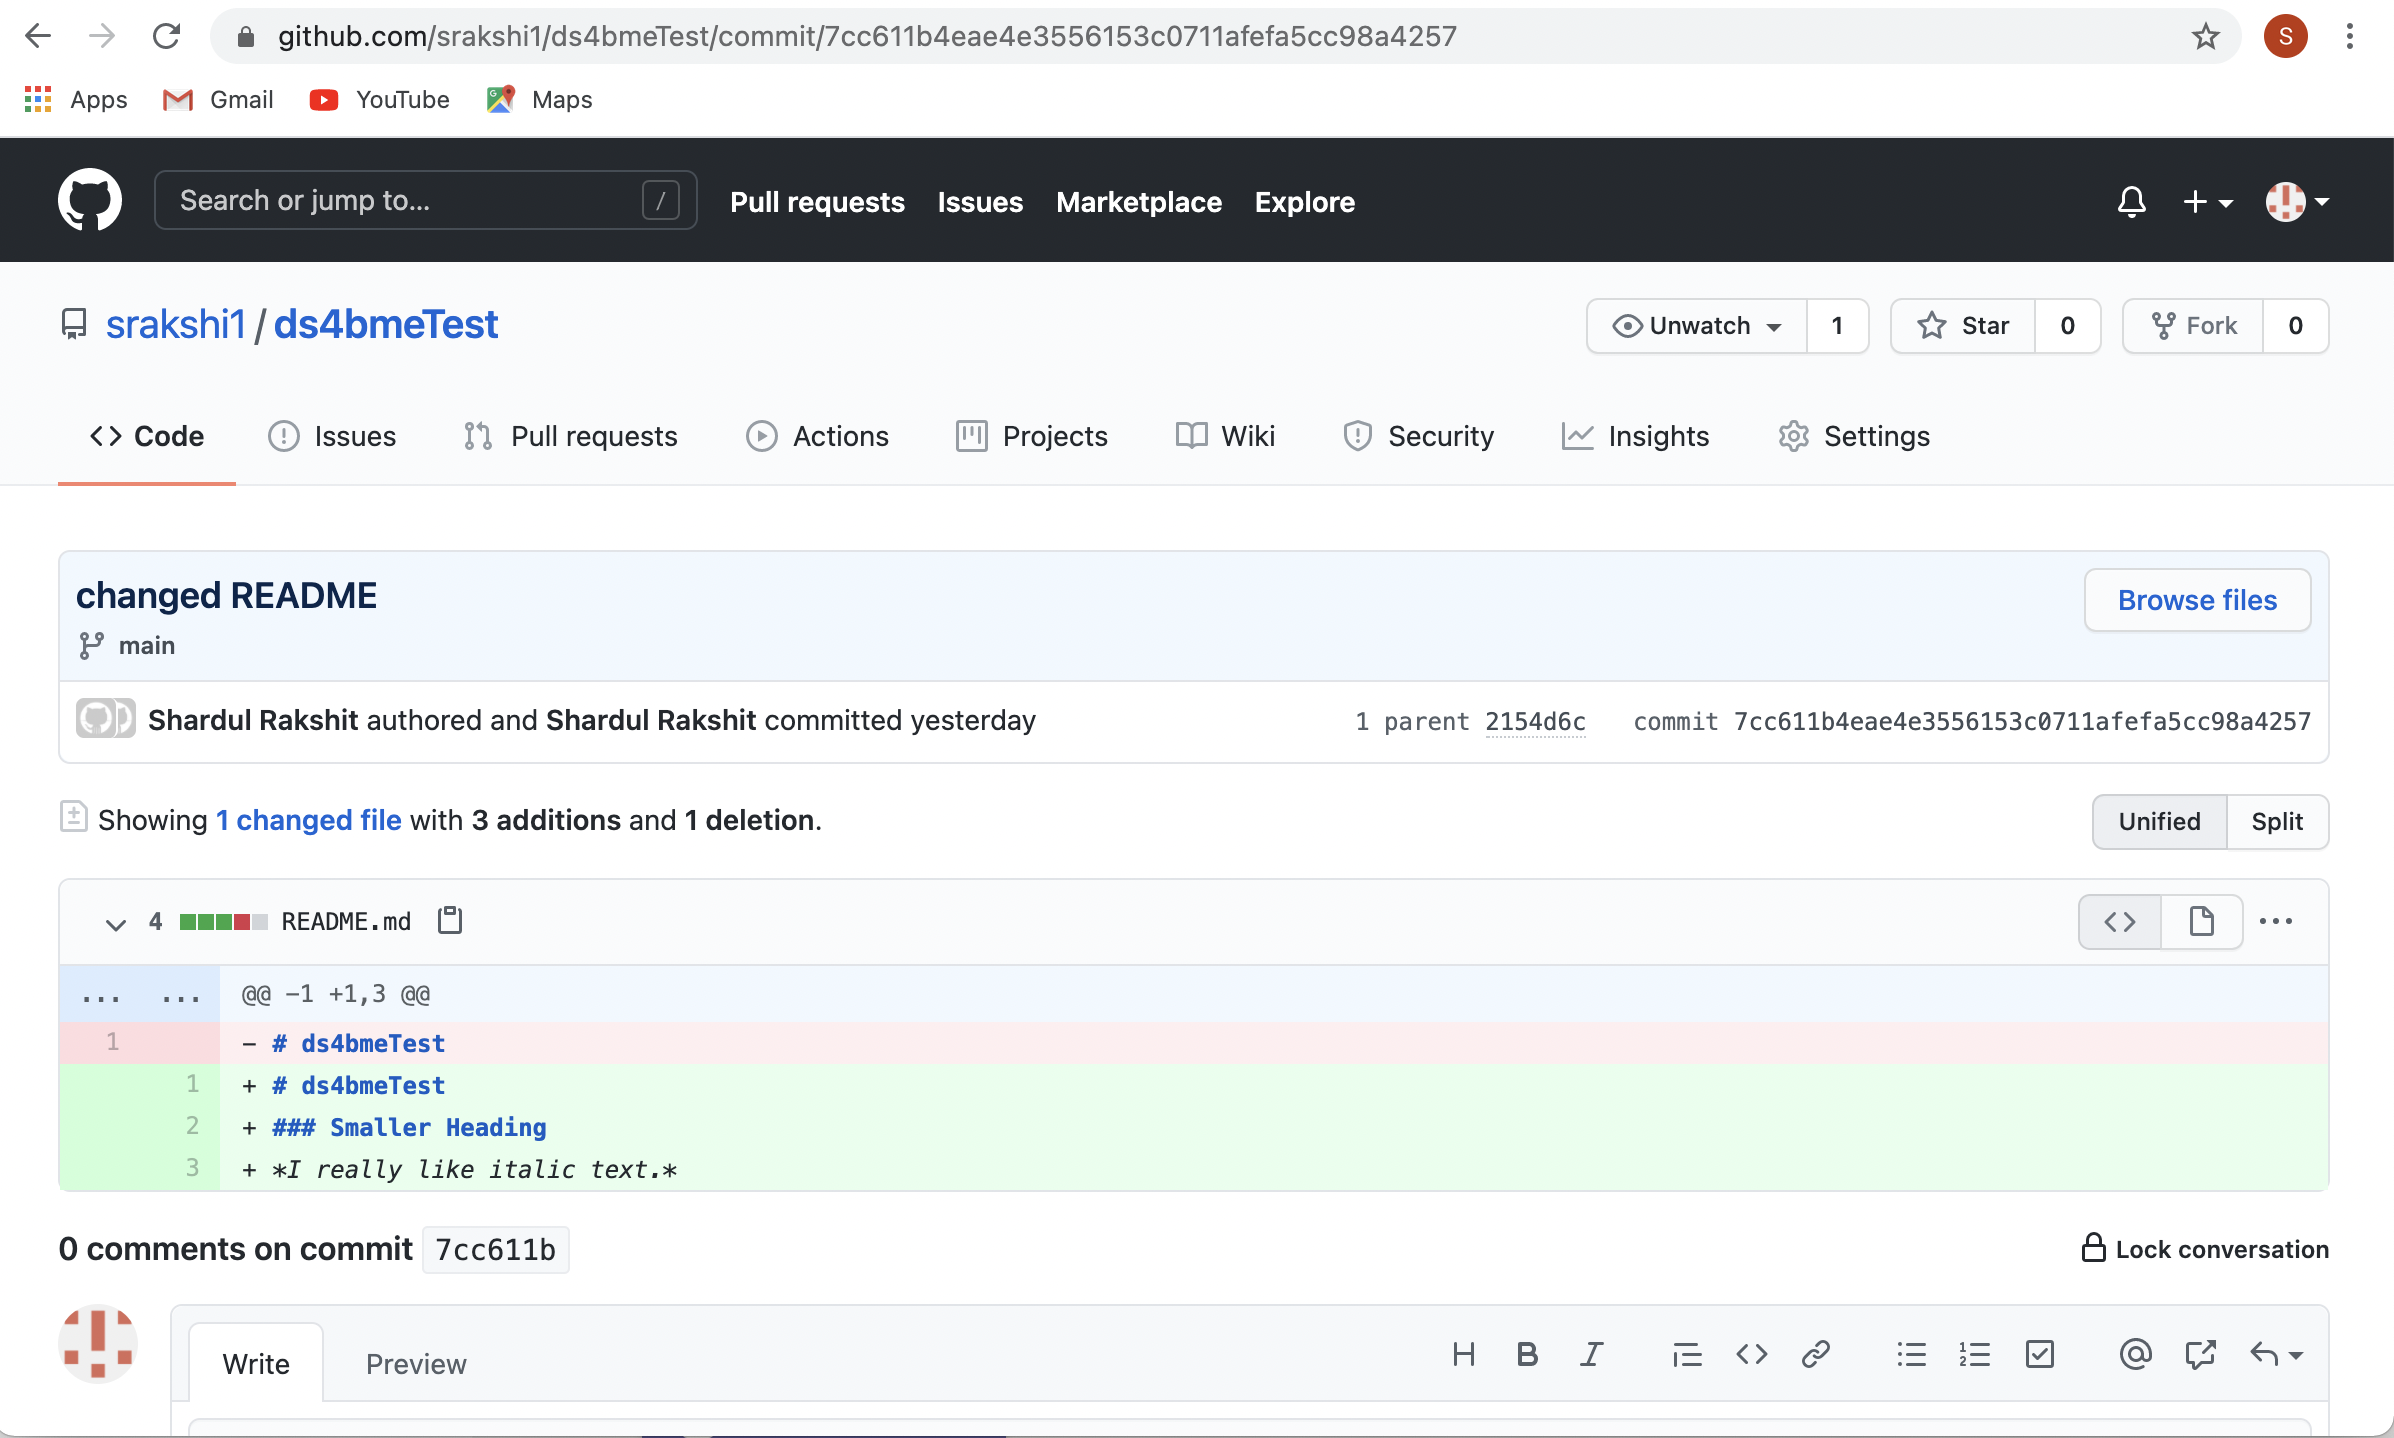 github.com/srakshi1/ds4bmeTest/commit/7cc611b4eae4e3556153c0711afefa5cc98a4257
S
Apps Gmail YouTube Maps
Search or jump to... / Pull requests Issues Marketplace Explore
srakshi1 / ds4bmeTest Unwatch 1 Star 0 Fork 0
Code Issues Pull requests Actions Projects Wiki Security Insights Settings
changed README Browse files
main
Shardul Rakshit authored and Shardul Rakshit committed yesterday 1 parent 2154d6c commit 7cc611b4eae4e3556153c0711afefa5cc98a4257
Showing 1 changed file with 3 additions and 1 deletion. Unified Split
4 README.md
... ... @@ -1 +1,3 @@
1 - # ds4bmeTest
1 + # ds4bmeTest
2 + ### Smaller Heading
3 + *I really like italic text.*
0 comments on commit 7cc611b Lock conversation
Write Preview